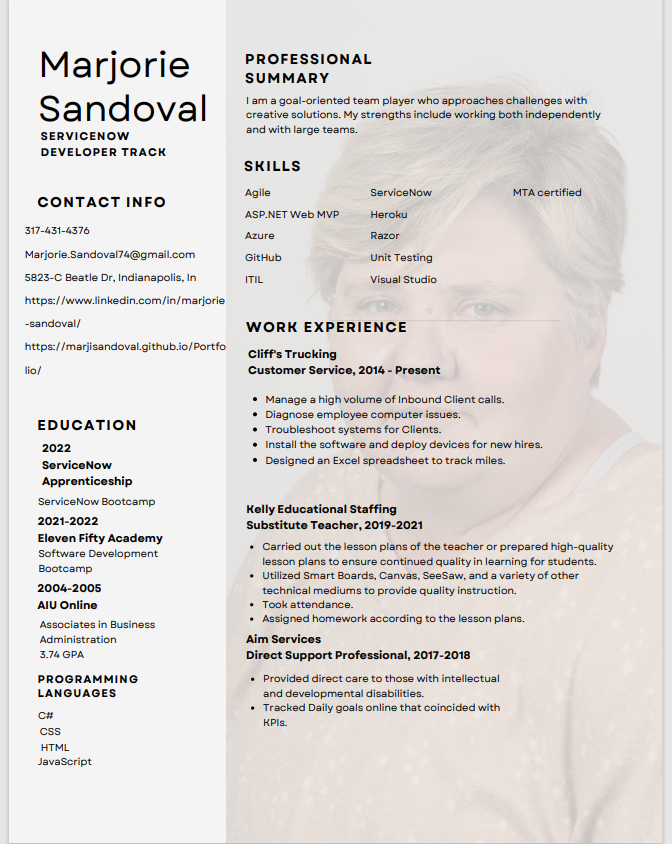 Marjorie
Sandoval
SERVICENOW
DEVELOPER TRACK
CONTACT INFO
317-431-4376
Marjorie.Sandoval74@gmail.com
5823-C Beatle Dr, Indianapolis, In
https://www.linkedin.com/in/marjorie
-sandoval/
https://marjisandoval.github.io/Portfo
lio/
EDUCATION
2022
ServiceNow
Apprenticeship
ServiceNow Bootcamp
2021-2022
Eleven Fifty Academy
Software Development
Bootcamp
2004-2005
AIU Online
Associates in Business
Administration
3.74 GPA
PROGRAMMING
LANGUAGES
C#
CSS
HTML
JavaScript
PROFESSIONAL
SUMMARY
I am a goal-oriented team player who approaches challenges with
creative solutions. My strengths include working both independently
and with large teams.
SKILLS
Agile
ASP.NET Web MVP
Azure
GitHub
ITIL
ServiceNow
Heroku
Razor
Unit Testing
Visual Studio
MTA certified
WORK EXPERIENCE
Cliff's Trucking
Customer Service, 2014 - Present
• Manage a high volume of Inbound Client calls.
• Diagnose employee computer issues.
• Troubleshoot systems for Clients.
• Install the software and deploy devices for new hires.
• Designed an Excel spreadsheet to track miles.
Kelly Educational Staffing
Substitute Teacher, 2019-2021
• Carried out the lesson plans of the teacher or prepared high-quality
lesson plans to ensure continued quality in learning for students.
• Utilized Smart Boards, Canvas, SeeSaw, and a variety of other
technical mediums to provide quality instruction.
• Took attendance.
• Assigned homework according to the lesson plans.
Aim Services
Direct Support Professional, 2017-2018
• Provided direct care to those with intellectual
and developmental disabilities.
• Tracked Daily goals online that coincided with
KPIs.